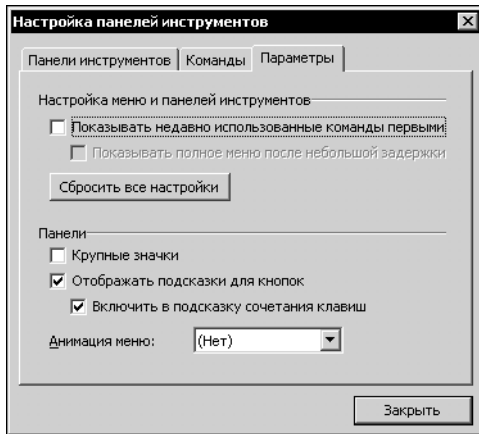 Настройка панелей инструментов
Панели инструментов Команды Параметры
Настройка меню и панелей инструментов
Показывать недавно использованные команды первыми
Показывать полное меню после небольшой задержки
Сбросить все настройки
Панели
Крупные значки
Отображать подсказки для кнопок
Включить в подсказку сочетания клавиш
Анимация меню: (Нет)
Закрыть